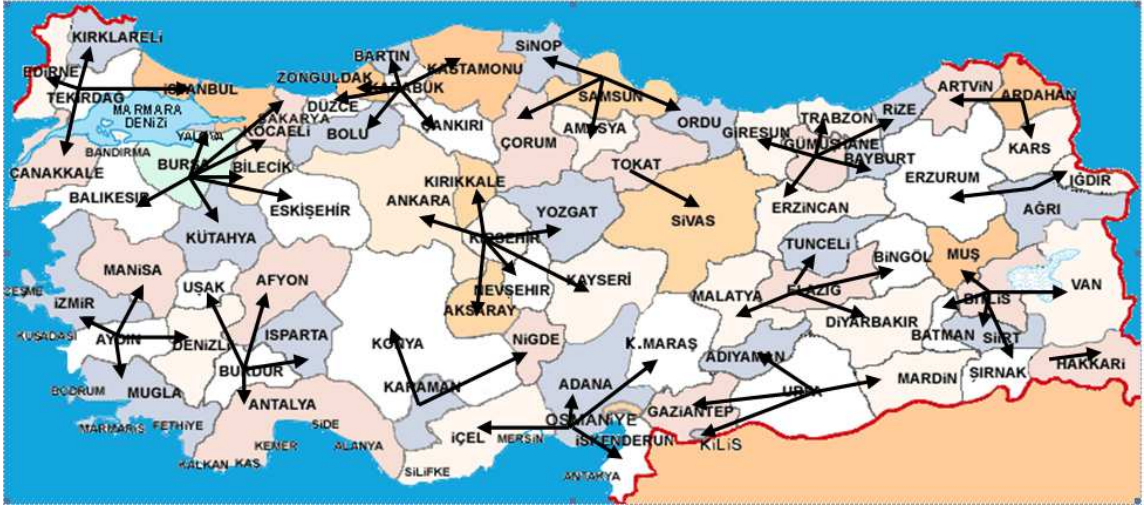 KIRKLARELİ
EDİRNE
TEKİRDAĞ
İSTANBUL
MARMARA
DENİZİ
YALOVA
KOCAELİ
SAKARYA
DÜZCE
ZONGULDAK
BARTIN
KARABÜK
KASTAMONU
SİNOP
SAMSUN
BOLU
ÇANKIRI
ÇORUM
AMASYA
ORDU
GİRESUN
TRABZON
GÜMÜŞHANE
RİZE
BAYBURT
ARTVİN
ARDAHAN
KARS
IĞDIR
AĞRI
ERZURUM
ERZİNCAN
ÇANAKKALE
BANDIRMA
BURSA
BİLECİK
BALIKESİR
ESKİŞEHİR
KÜTAHYA
ANKARA
KIRIKKALE
KIRŞEHİR
YOZGAT
TOKAT
SİVAS
TUNCELİ
BİNGÖL
MUŞ
ELAZIĞ
BİTLİS
VAN
MANİSA
UŞAK
AFYON
ÇEŞME
İZMİR
KUŞADASI
AYDIN
DENİZLİ
ISPARTA
BURDUR
BODRUM
MUGLA
MARMARİS
FETHİYE
ANTALYA
KALKAN
KAŞ
KEMER
SİDE
ALANYA
KONYA
KARAMAN
AKSARAY
NEVŞEHİR
NİGDE
KAYSERİ
İÇEL
MERSİN
SİLİFKE
ADANA
OSMANİYE
İSKENDERUN
ANTAKYA
K.MARAŞ
MALATYA
ADIYAMAN
GAZİANTEP
KİLİS
URFA
DİYARBAKIR
MARDİN
BATMAN
SİİRT
ŞIRNAK
HAKKARİ